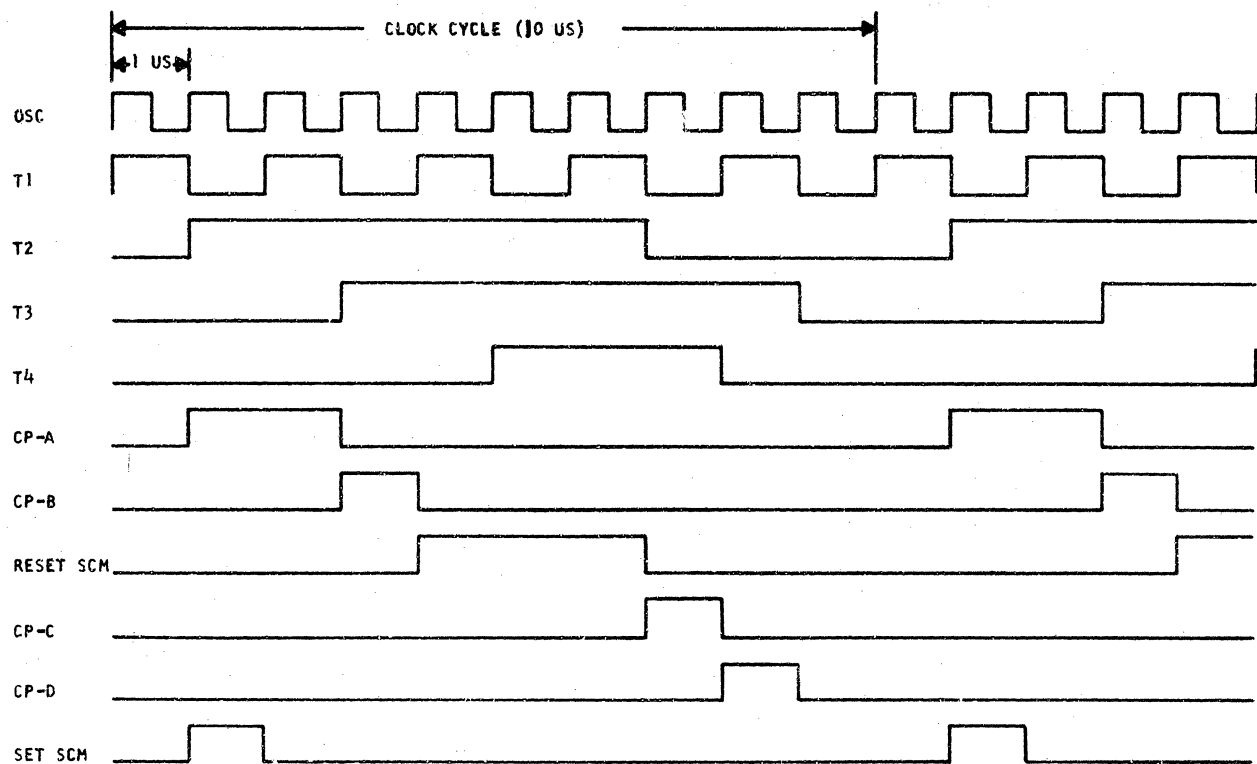 CLOCK CYCLE (10 US)
1 US
OSC
T1
T2
T3
T4
CP-A
CP-B
RESET SCM
CP-C
CP-D
SET SCM